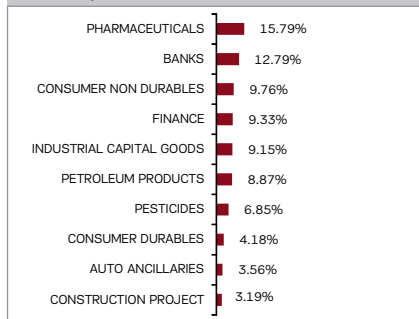 PHARMACEUTICALS 15.79%
BANKS 12.79%
CONSUMER NON DURABLES 9.76%
FINANCE 9.33%
INDUSTRIAL CAPITAL GOODS 9.15%
PETROLEUM PRODUCTS 8.87%
PESTICIDES 6.85%
CONSUMER DURABLES 4.18%
AUTO ANCILLARIES 3.56%
CONSTRUCTION PROJECT 3.19%